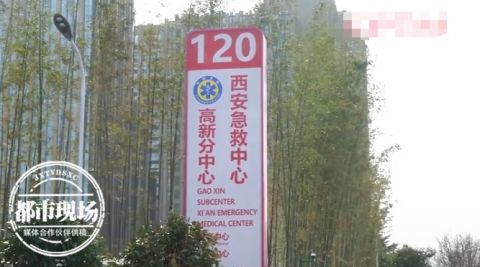 120
西安急救中心
高新分中心
GAO XIN
SUBCENTER
XI'AN EMERGENCY
MEDICAL CENTER
JXTVDSXC
都市现场
媒体合作伙伴供稿